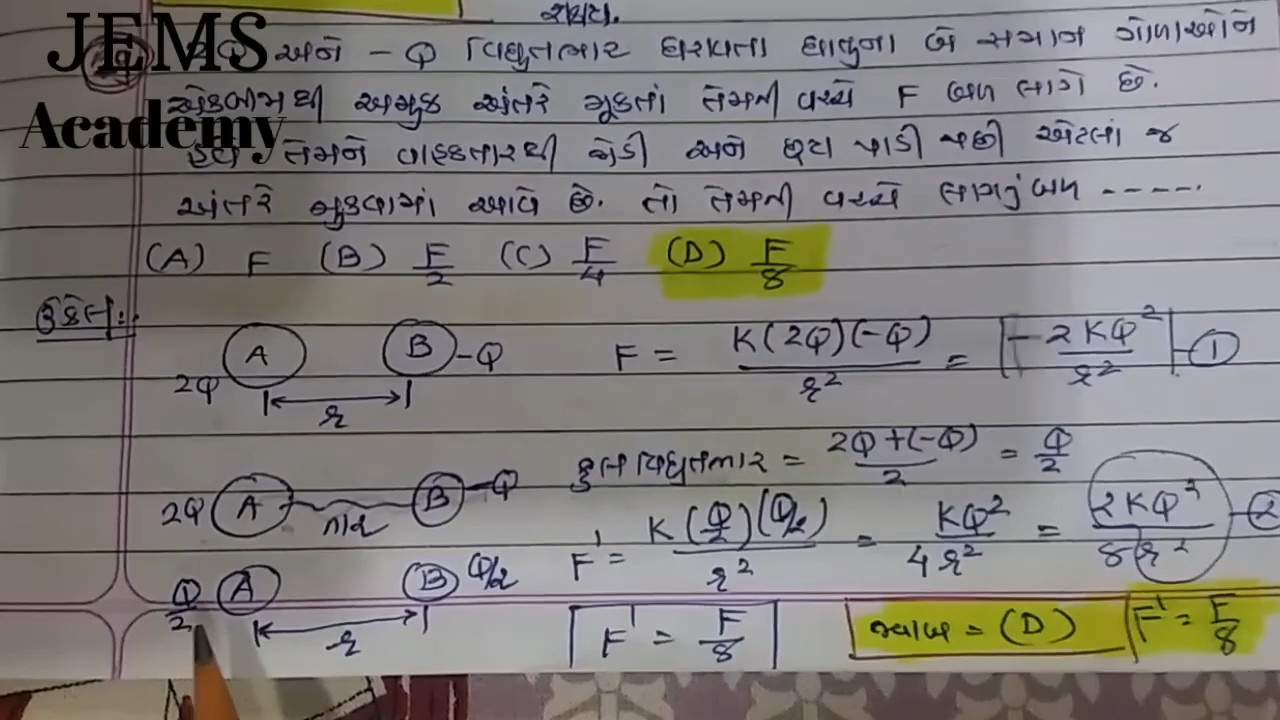 JEMS
Academy
સાચાચ.
2Q અને - Q વિદ્યુતભાર ધરાવતા ધાતુના બે સમાન ગોળાઓને
એકબીજાથી અમુક અંતરે મૂકતાં તેમની વચ્ચે F બળ લાગે છે.
હવે તેમને વાહકતારથી જોડી અને છુટા પાડી પછી એટલાં જ
અંતરે મુકવામાં આવે છે. તો તેમની વચ્ચે લાગતું બળ -----.
(A) F (B) F/2 (C) F/4 (D) F/8
ઉકેલ:
A B -Q 2Q r F = K(2Q)(-Q)/r² = |-2KQ²/r²| - ①
2Q A તાર B -Q કુલ વિદ્યુતભાર = 2Q+(-Q)/2 = Q/2
F' = K(Q/2)(Q/2)/r² = KQ²/4r² = 2KQ²/8r² - ②
Q/2 A B Q/2 r
F' = F/8 જવાબ = (D) F' = F/8